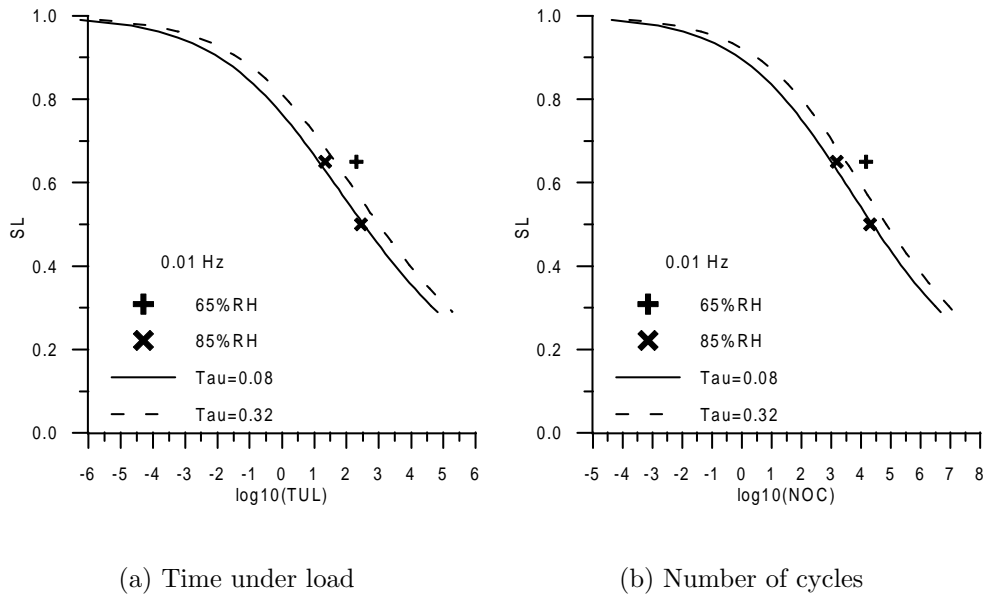 1.0
0.8
0.6
0.4
0.2
0.0
SL
0.01 Hz
65%RH
85%RH
Tau=0.08
Tau=0.32
-6 -5 -4 -3 -2 -1 0 1 2 3 4 5 6
log10(TUL)
1.0
0.8
0.6
0.4
0.2
0.0
SL
0.01 Hz
65%RH
85%RH
Tau=0.08
Tau=0.32
-5 -4 -3 -2 -1 0 1 2 3 4 5 6 7 8
log10(NOC)
(a) Time under load
(b) Number of cycles